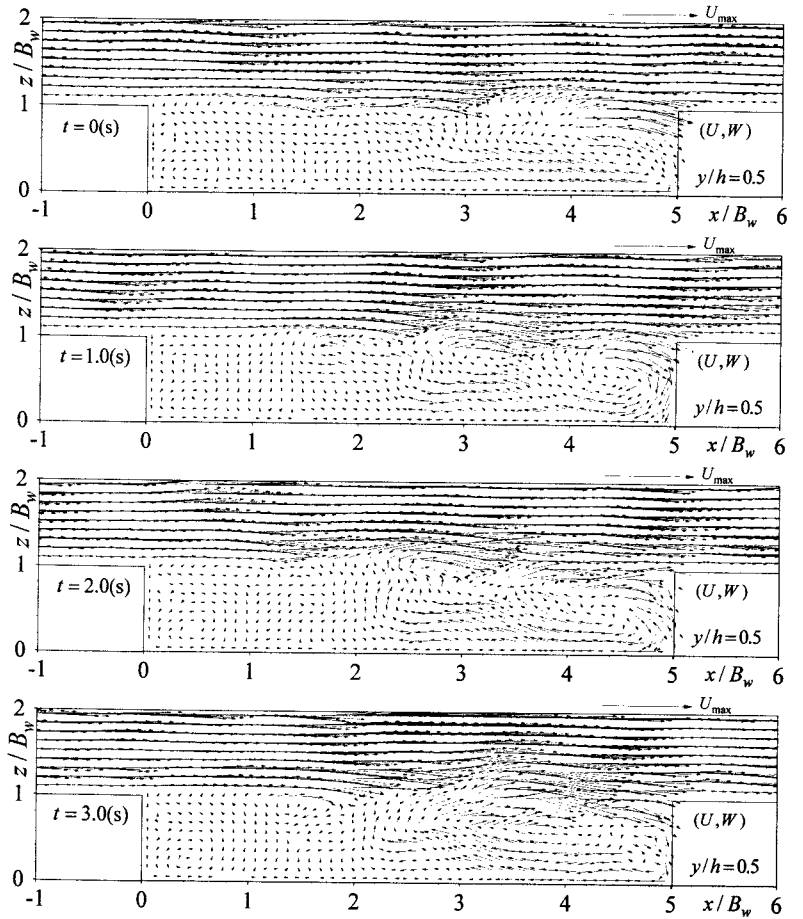 U_max
z/B_w
2
1
0
t = 0(s)
(U,W)
y/h=0.5
-1 0 1 2 3 4 5 6
x/B_w
U_max
z/B_w
2
1
0
t = 1.0(s)
(U,W)
y/h=0.5
-1 0 1 2 3 4 5 6
x/B_w
U_max
z/B_w
2
1
0
t = 2.0(s)
(U,W)
y/h=0.5
-1 0 1 2 3 4 5 6
x/B_w
U_max
z/B_w
2
1
0
t = 3.0(s)
(U,W)
y/h=0.5
-1 0 1 2 3 4 5 6
x/B_w